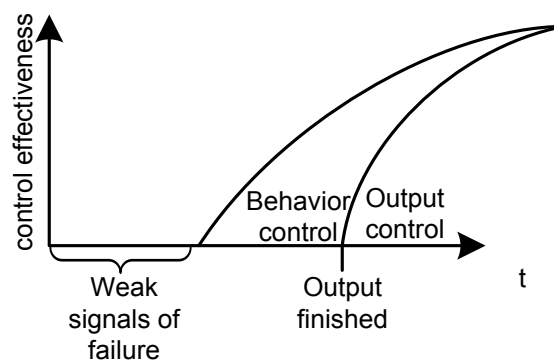 control effectiveness
Behavior
control
Output
control
Weak
signals of
failure
Output
finished
t